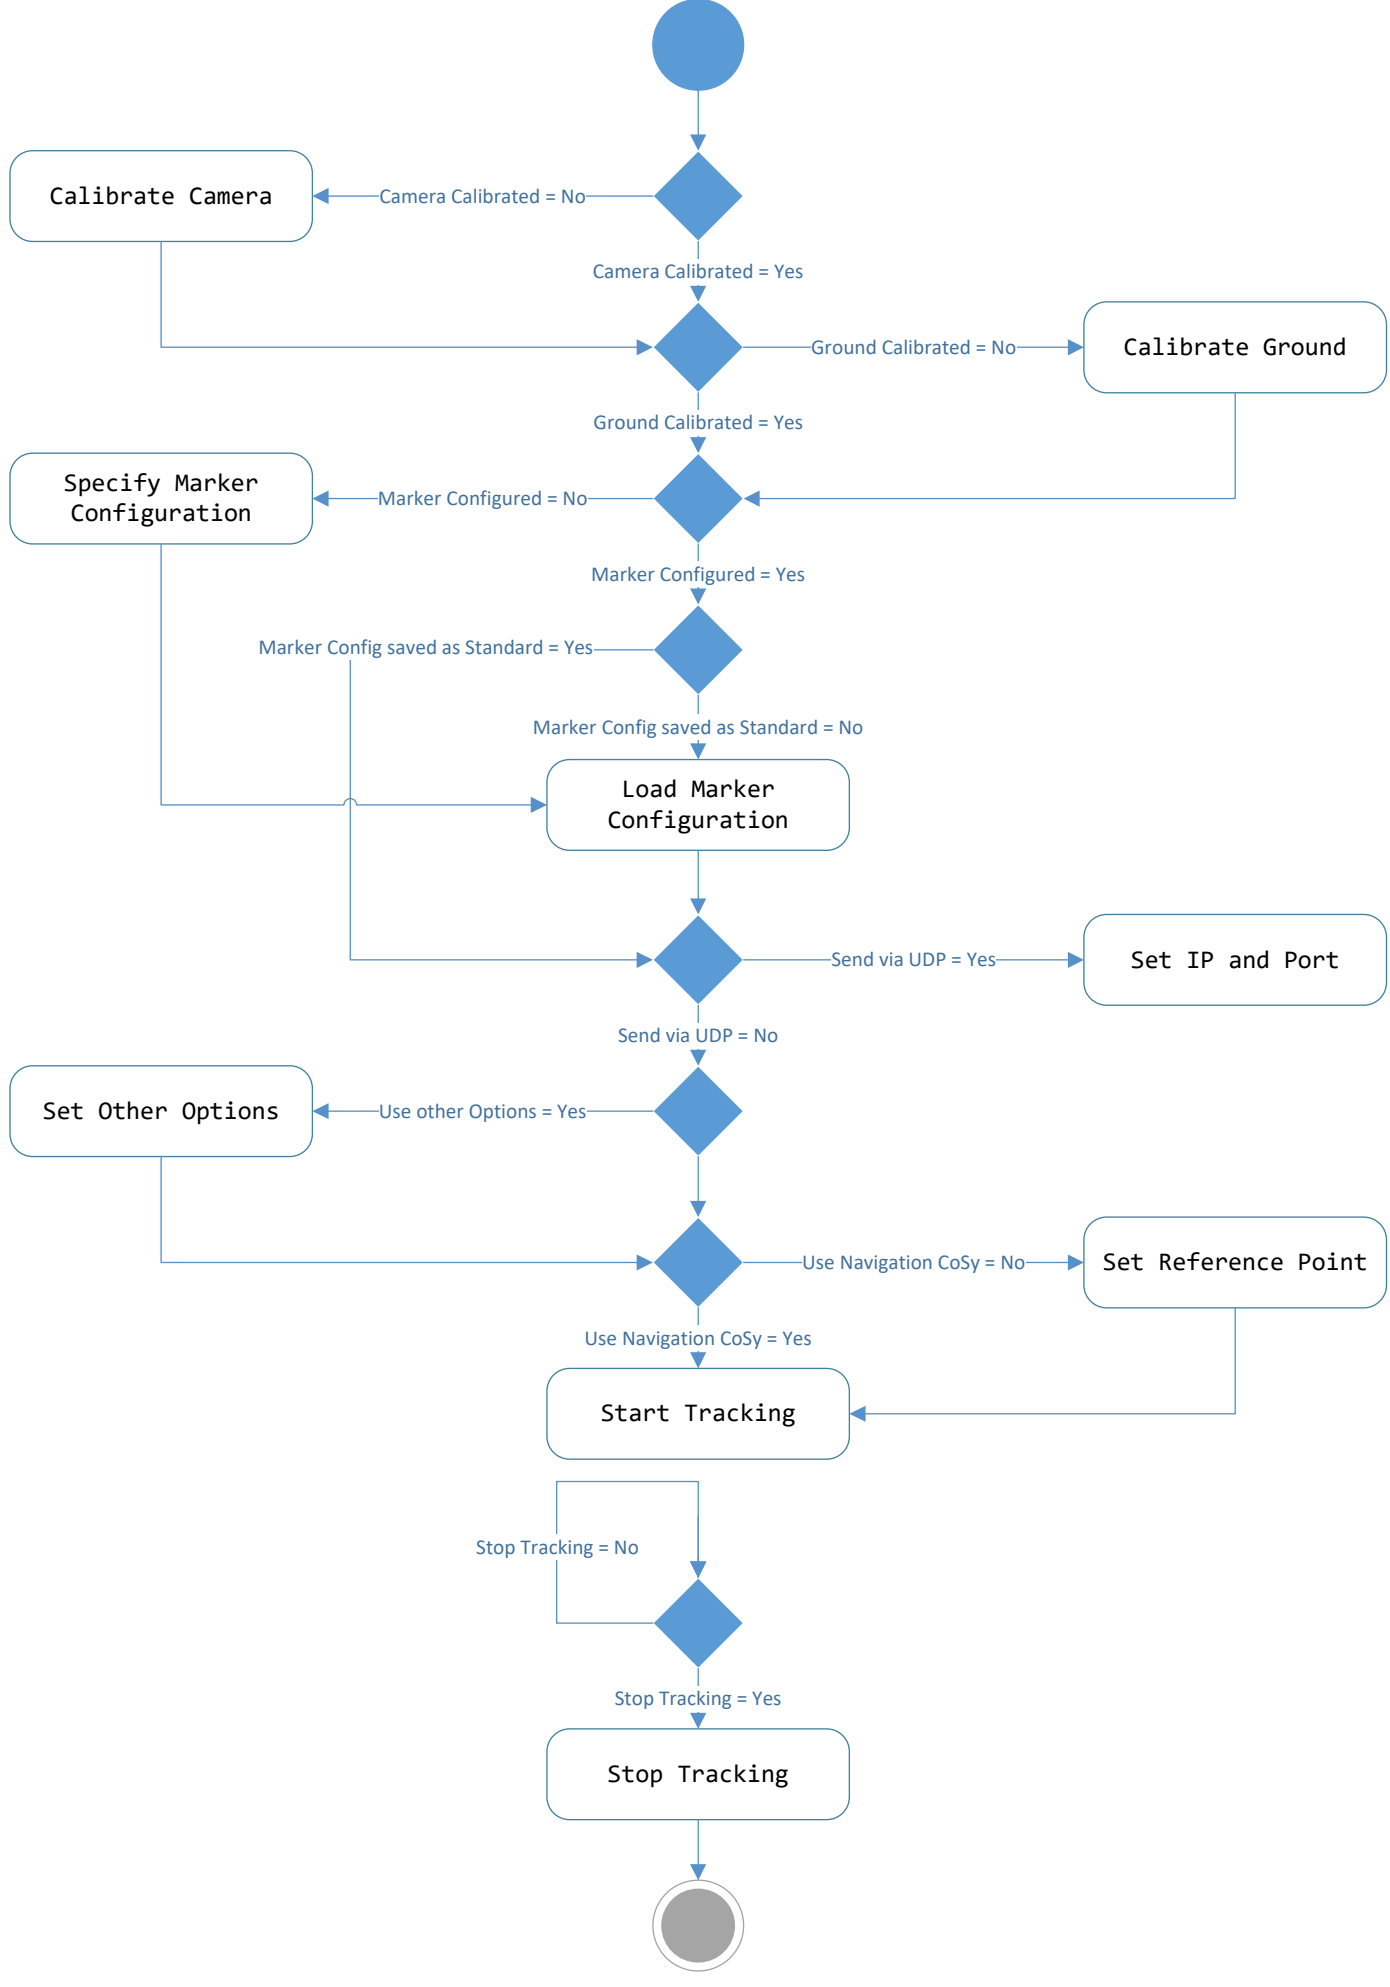 Calibrate Camera
Camera Calibrated = No
Camera Calibrated = Yes
Ground Calibrated = No
Calibrate Ground
Ground Calibrated = Yes
Specify Marker
Configuration
Marker Configured = No
Marker Configured = Yes
Marker Config saved as Standard = Yes
Marker Config saved as Standard = No
Load Marker
Configuration
Send via UDP = Yes
Set IP and Port
Send via UDP = No
Set Other Options
Use other Options = Yes
Use Navigation CoSy = No
Set Reference Point
Use Navigation CoSy = Yes
Start Tracking
Stop Tracking = No
Stop Tracking = Yes
Stop Tracking